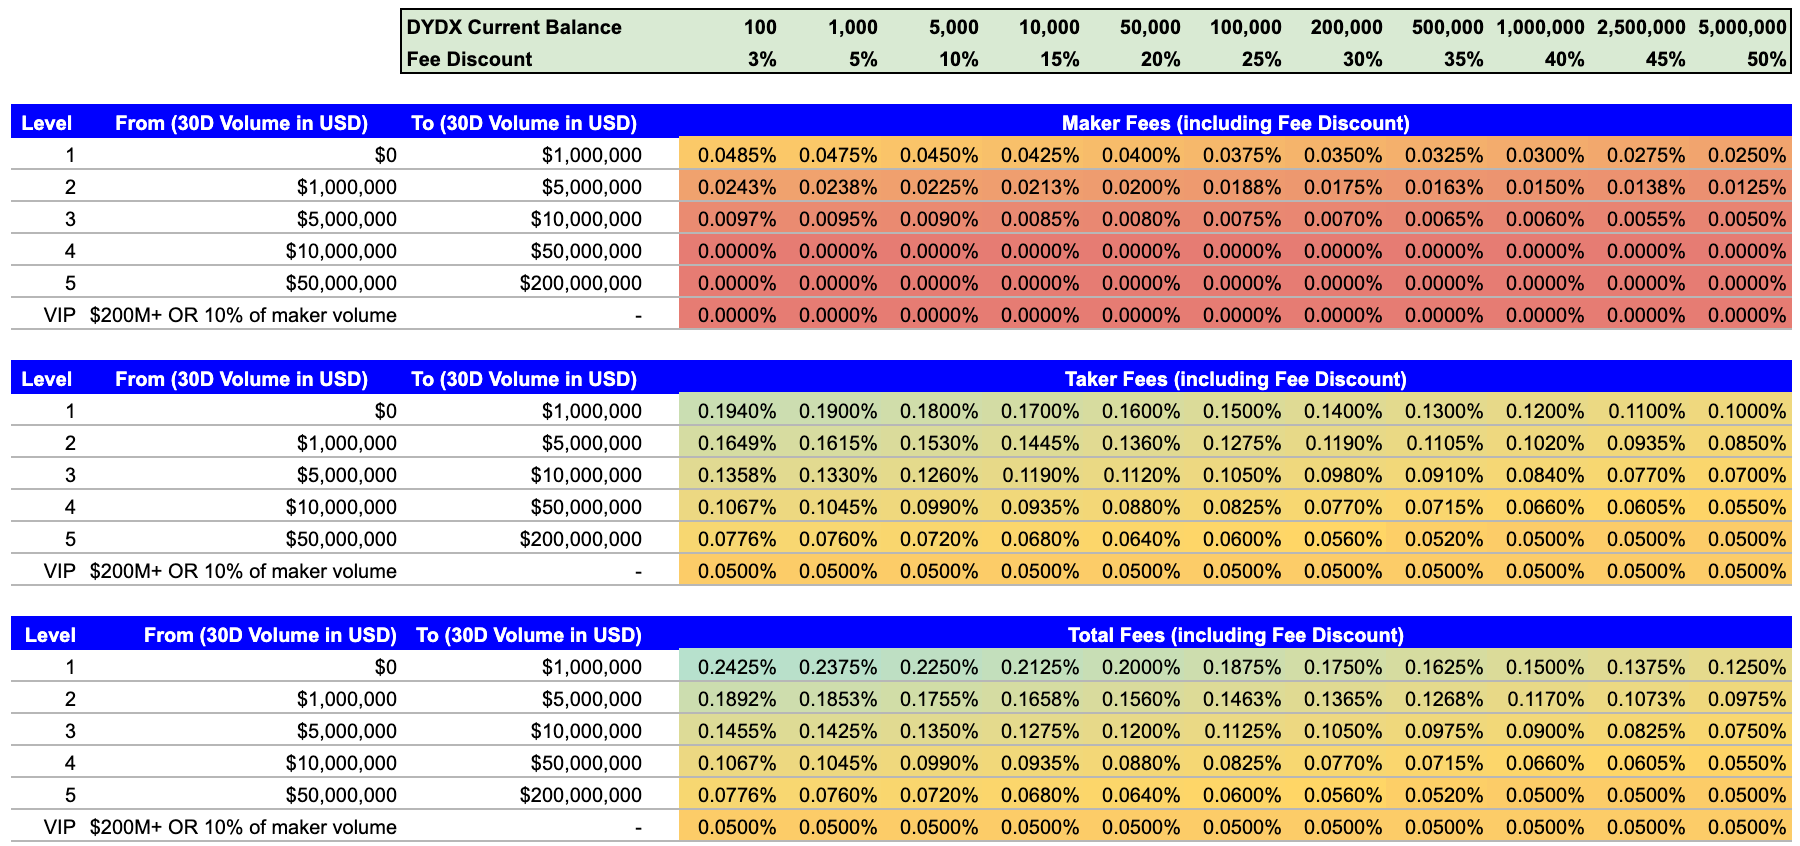 DYDX Current Balance 100 1,000 5,000 10,000 50,000 100,000 200,000 500,000 1,000,000 2,500,000 5,000,000
Fee Discount 3% 5% 10% 15% 20% 25% 30% 35% 40% 45% 50%
Level From (30D Volume in USD) To (30D Volume in USD) Maker Fees (including Fee Discount)
1 $0 $1,000,000 0.0485% 0.0475% 0.0450% 0.0425% 0.0400% 0.0375% 0.0350% 0.0325% 0.0300% 0.0275% 0.0250%
2 $1,000,000 $5,000,000 0.0243% 0.0238% 0.0225% 0.0213% 0.0200% 0.0188% 0.0175% 0.0163% 0.0150% 0.0138% 0.0125%
3 $5,000,000 $10,000,000 0.0097% 0.0095% 0.0090% 0.0085% 0.0080% 0.0075% 0.0070% 0.0065% 0.0060% 0.0055% 0.0050%
4 $10,000,000 $50,000,000 0.0000% 0.0000% 0.0000% 0.0000% 0.0000% 0.0000% 0.0000% 0.0000% 0.0000% 0.0000% 0.0000%
5 $50,000,000 $200,000,000 0.0000% 0.0000% 0.0000% 0.0000% 0.0000% 0.0000% 0.0000% 0.0000% 0.0000% 0.0000% 0.0000%
VIP $200M+ OR 10% of maker volume - 0.0000% 0.0000% 0.0000% 0.0000% 0.0000% 0.0000% 0.0000% 0.0000% 0.0000% 0.0000% 0.0000%
Level From (30D Volume in USD) To (30D Volume in USD) Taker Fees (including Fee Discount)
1 $0 $1,000,000 0.1940% 0.1900% 0.1800% 0.1700% 0.1600% 0.1500% 0.1400% 0.1300% 0.1200% 0.1100% 0.1000%
2 $1,000,000 $5,000,000 0.1649% 0.1615% 0.1530% 0.1445% 0.1360% 0.1275% 0.1190% 0.1105% 0.1020% 0.0935% 0.0850%
3 $5,000,000 $10,000,000 0.1358% 0.1330% 0.1260% 0.1190% 0.1120% 0.1050% 0.0980% 0.0910% 0.0840% 0.0770% 0.0700%
4 $10,000,000 $50,000,000 0.1067% 0.1045% 0.0990% 0.0935% 0.0880% 0.0825% 0.0770% 0.0715% 0.0660% 0.0605% 0.0550%
5 $50,000,000 $200,000,000 0.0776% 0.0760% 0.0720% 0.0680% 0.0640% 0.0600% 0.0560% 0.0520% 0.0500% 0.0500% 0.0500%
VIP $200M+ OR 10% of maker volume - 0.0500% 0.0500% 0.0500% 0.0500% 0.0500% 0.0500% 0.0500% 0.0500% 0.0500% 0.0500% 0.0500%
Level From (30D Volume in USD) To (30D Volume in USD) Total Fees (including Fee Discount)
1 $0 $1,000,000 0.2425% 0.2375% 0.2250% 0.2125% 0.2000% 0.1875% 0.1750% 0.1625% 0.1500% 0.1375% 0.1250%
2 $1,000,000 $5,000,000 0.1892% 0.1853% 0.1755% 0.1658% 0.1560% 0.1463% 0.1365% 0.1268% 0.1170% 0.1073% 0.0975%
3 $5,000,000 $10,000,000 0.1455% 0.1425% 0.1350% 0.1275% 0.1200% 0.1125% 0.1050% 0.0975% 0.0900% 0.0825% 0.0750%
4 $10,000,000 $50,000,000 0.1067% 0.1045% 0.0990% 0.0935% 0.0880% 0.0825% 0.0770% 0.0715% 0.0660% 0.0605% 0.0550%
5 $50,000,000 $200,000,000 0.0776% 0.0760% 0.0720% 0.0680% 0.0640% 0.0600% 0.0560% 0.0520% 0.0500% 0.0500% 0.0500%
VIP $200M+ OR 10% of maker volume - 0.0500% 0.0500% 0.0500% 0.0500% 0.0500% 0.0500% 0.0500% 0.0500% 0.0500% 0.0500% 0.0500%